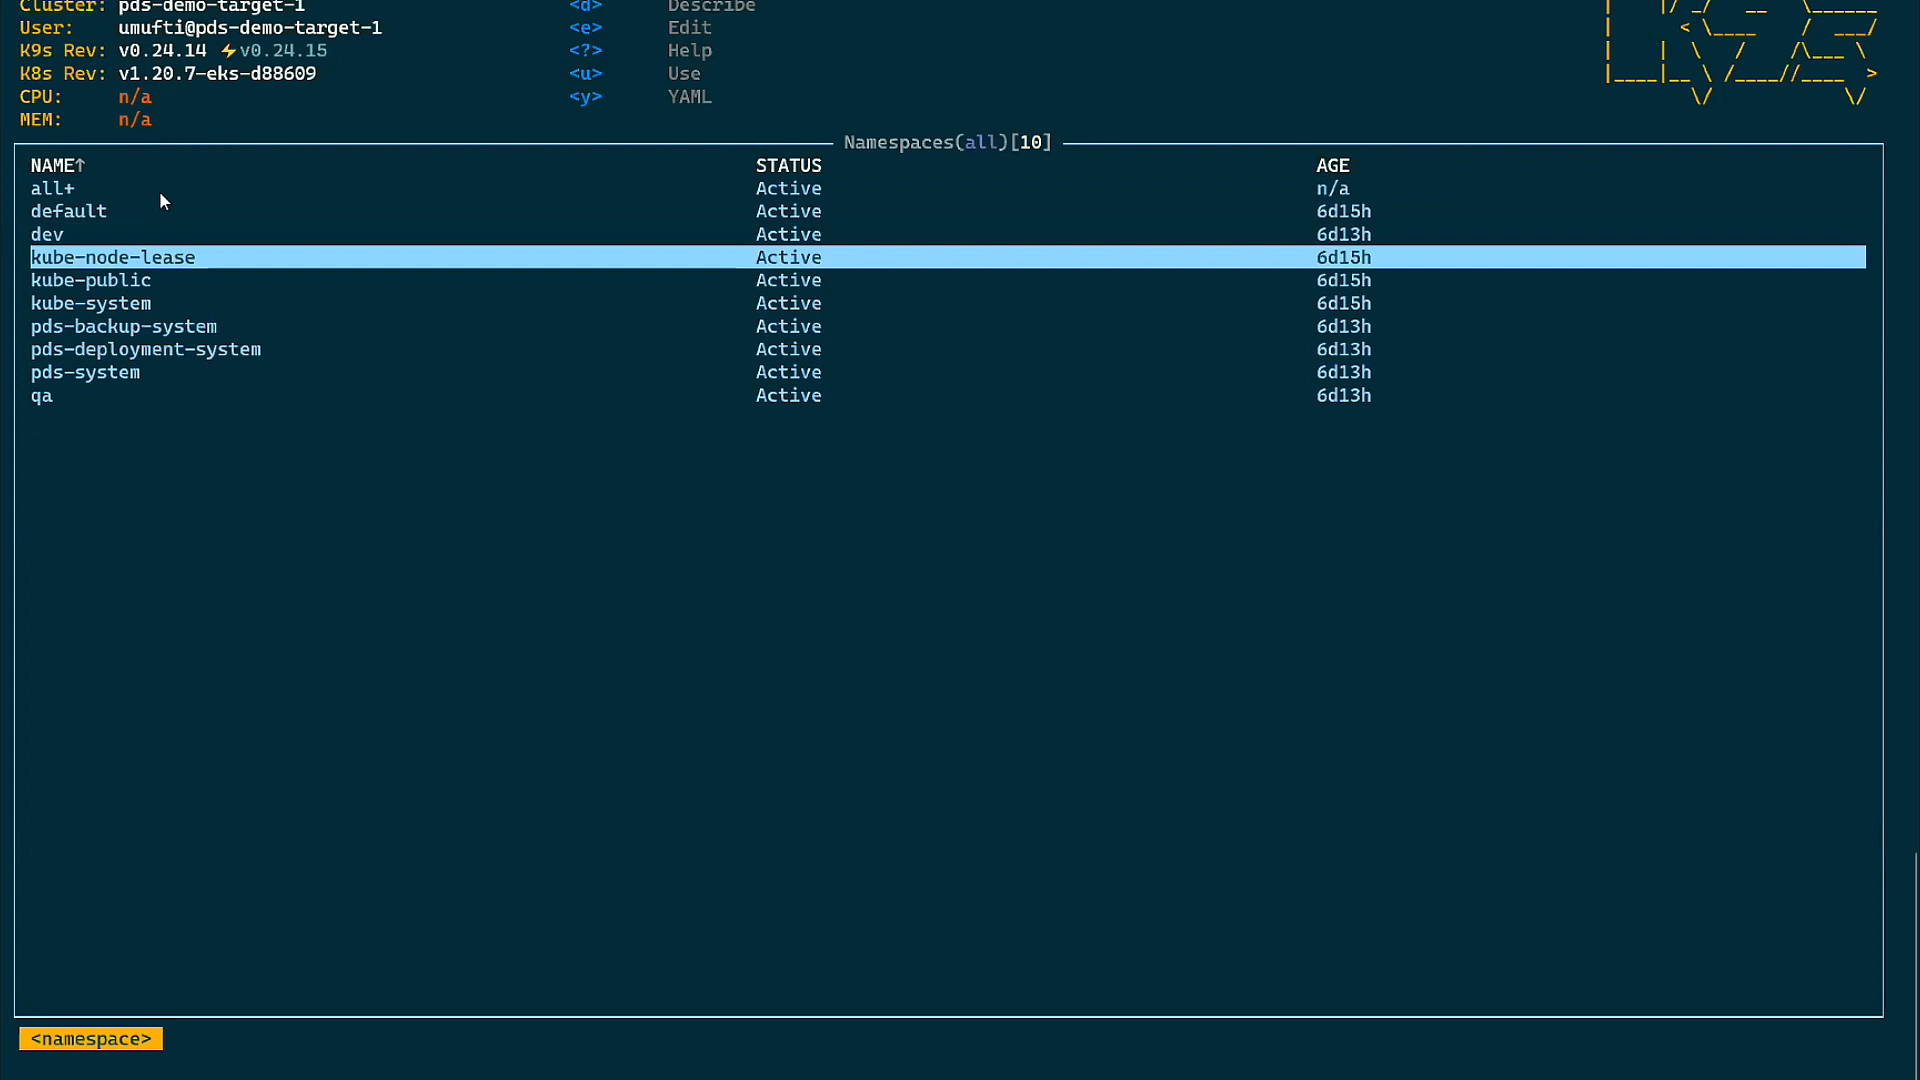 Cluster: pds-demo-target-1 <d> Describe
User: umufti@pds-demo-target-1 <e> Edit
K9s Rev: v0.24.14 ⚡v0.24.15 <?> Help
K8s Rev: v1.20.7-eks-d88609 <u> Use
CPU: n/a <y> YAML
MEM: n/a
Namespaces(all)[10]
NAME↑ STATUS AGE
all+ Active n/a
default Active 6d15h
dev Active 6d13h
kube-node-lease Active 6d15h
kube-public Active 6d15h
kube-system Active 6d15h
pds-backup-system Active 6d13h
pds-deployment-system Active 6d13h
pds-system Active 6d13h
qa Active 6d13h
<namespace>